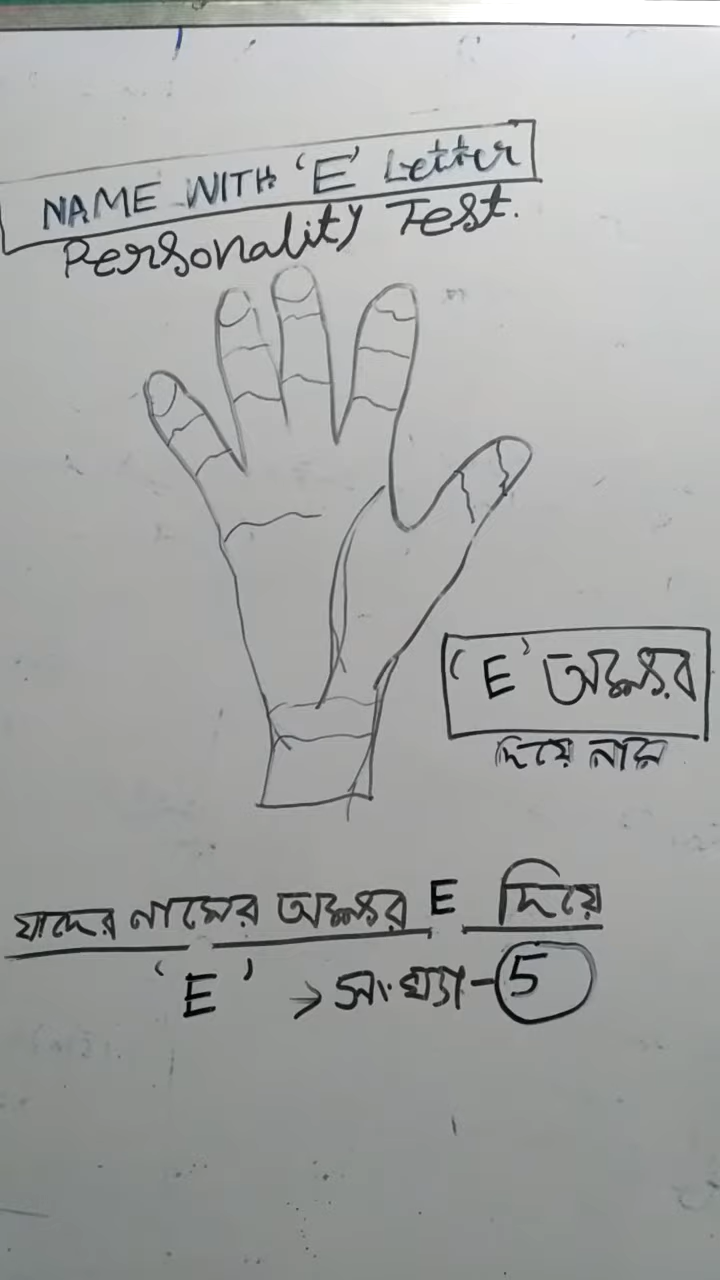 NAME WITH 'E' Letter
Personality Test.
'E' অক্ষর
দিয়ে নাম
যাদের নামের অক্ষর E দিয়ে
'E' → সংখ্যা-5